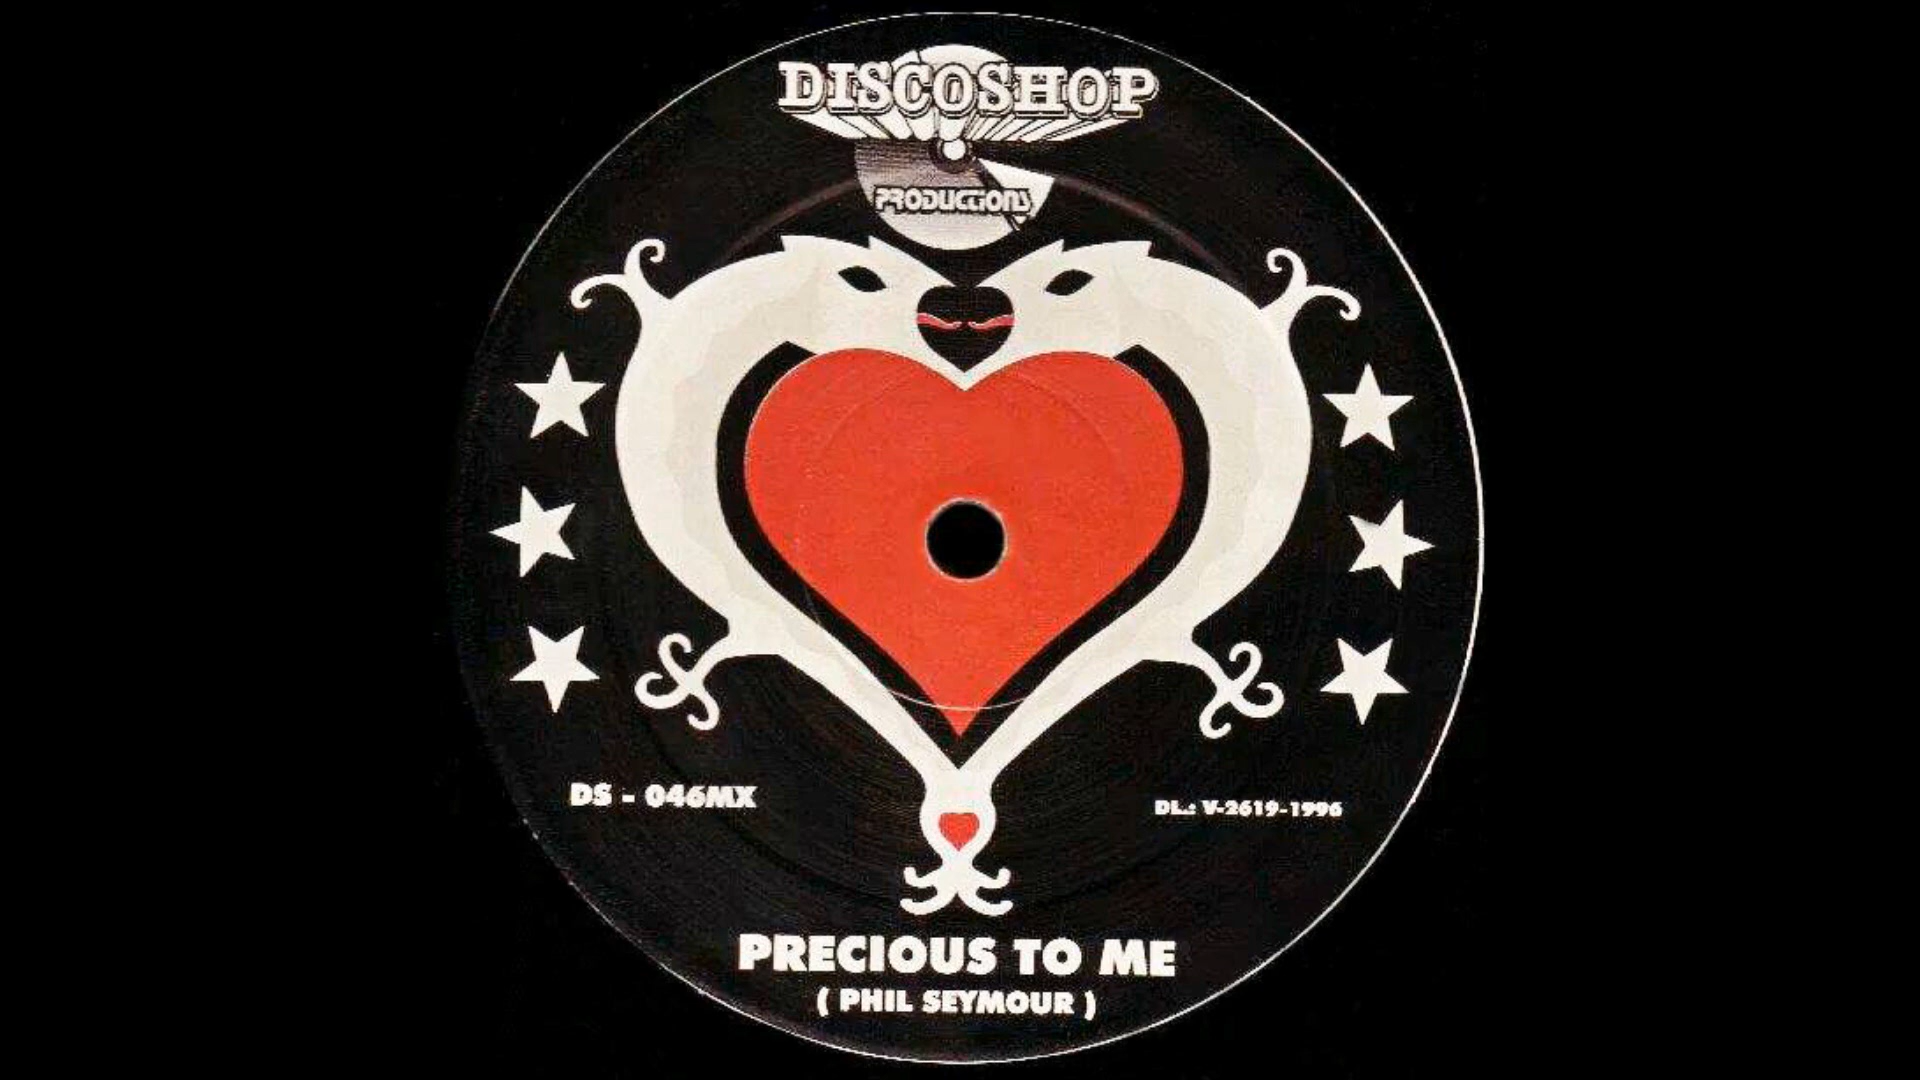 DISCOSHOP
PRODUCTIONS
DS - 046MX
DL.: V-2619-1996
PRECIOUS TO ME
( PHIL SEYMOUR )